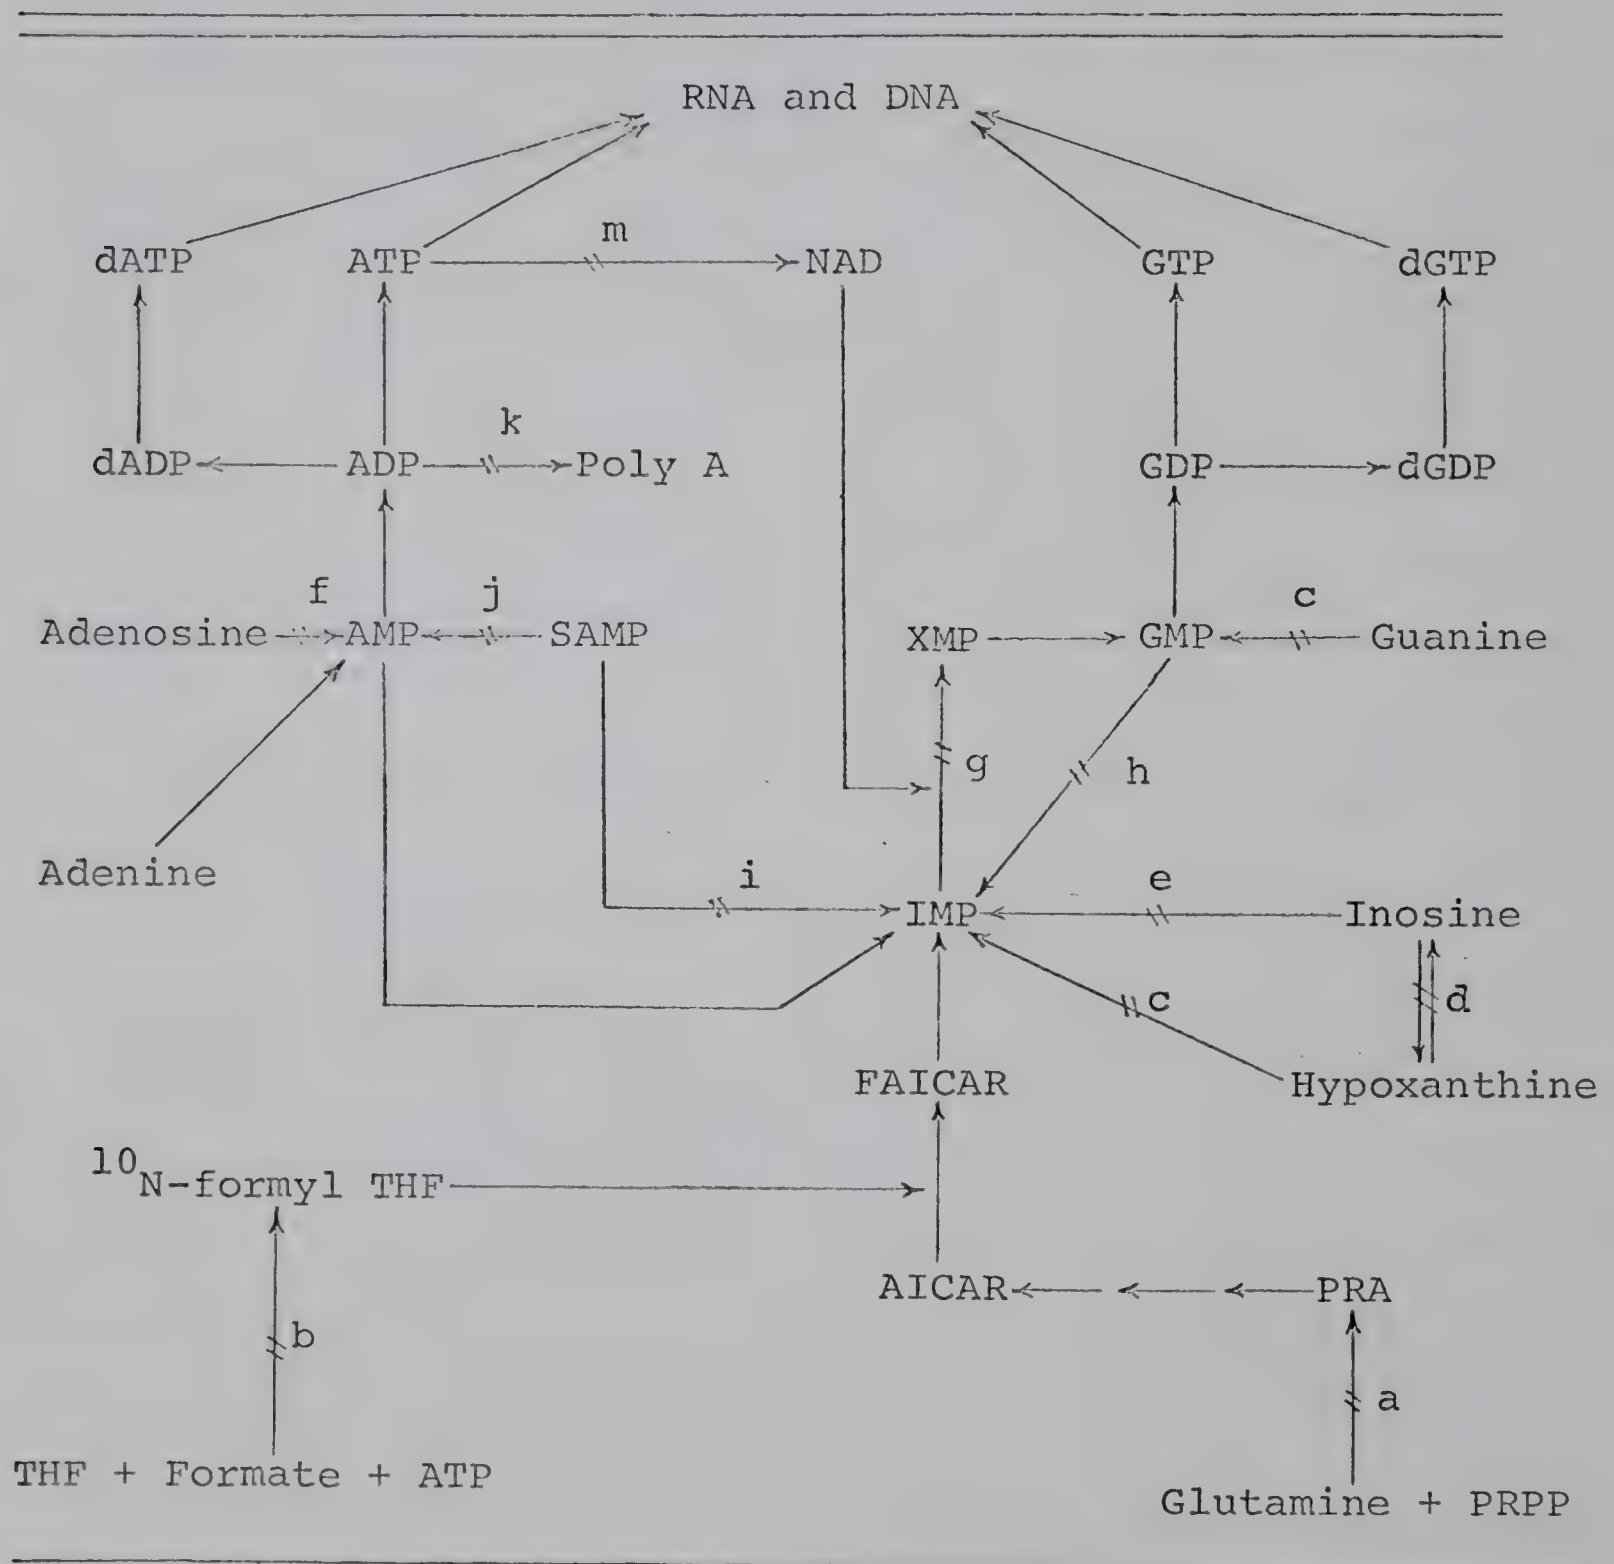 RNA and DNA
m
dATP ATP NAD GTP dGTP
k
dADP ADP Poly A GDP dGDP
f j c
Adenosine AMP SAMP XMP GMP Guanine
g h
Adenine i e
IMP Inosine
c d
FAICAR Hypoxanthine
10N-formyl THF
AICAR PRA
b
a
THF + Formate + ATP
Glutamine + PRPP